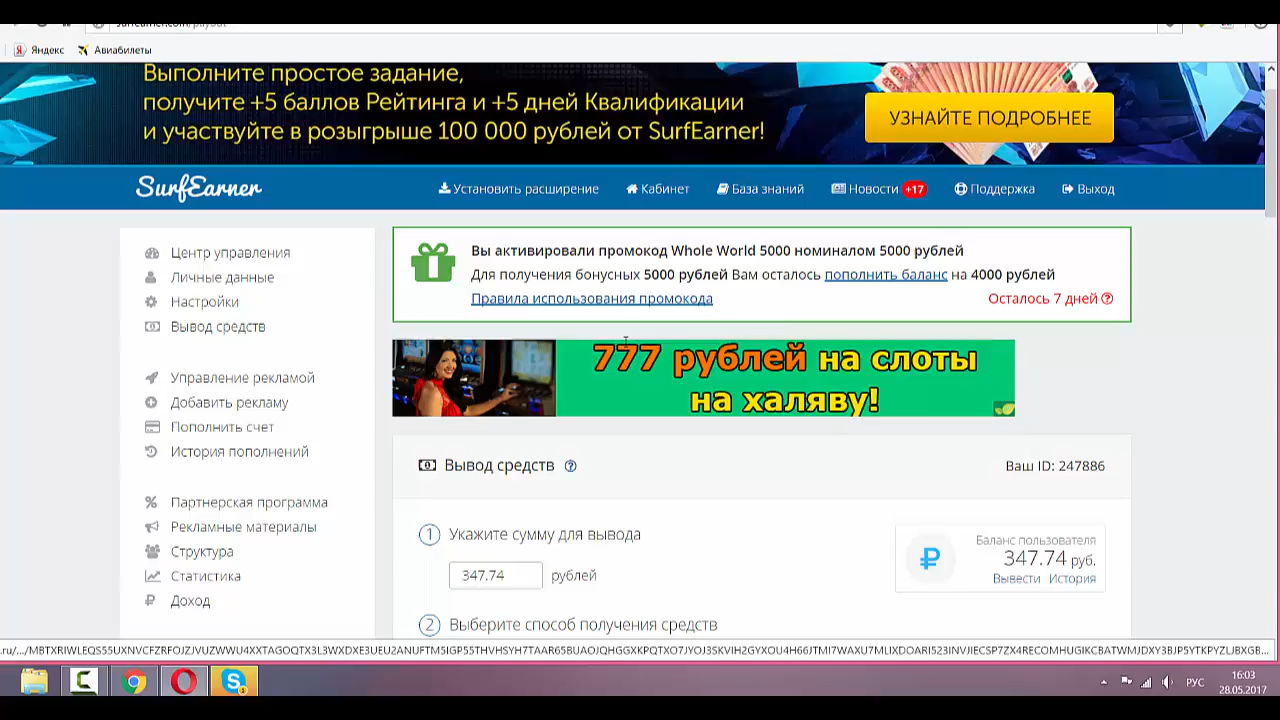 Яндекс
Авиабилеты
Выполните простое задание,
получите +5 баллов Рейтинга и +5 дней Квалификации
и участвуйте в розыгрыше 100 000 рублей от SurfEarner!
УЗНАЙТЕ ПОДРОБНЕЕ
SurfEarner
Установить расширение
Кабинет
База знаний
Новости +17
Поддержка
Выход
Центр управления
Личные данные
Настройки
Вывод средств
Управление рекламой
Добавить рекламу
Пополнить счет
История пополнений
Партнерская программа
Рекламные материалы
Структура
Статистика
Доход
Вы активировали промокод Whole World 5000 номиналом 5000 рублей
Для получения бонусных 5000 рублей Вам осталось пополнить баланс на 4000 рублей
Правила использования промокода
Осталось 7 дней
777 рублей на слоты
на халяву!
Вывод средств
Ваш ID: 247886
1 Укажите сумму для вывода
347.74 рублей
Баланс пользователя
347.74 руб.
Вывести История
2 Выберите способ получения средств
РУС
16:03
28.05.2017